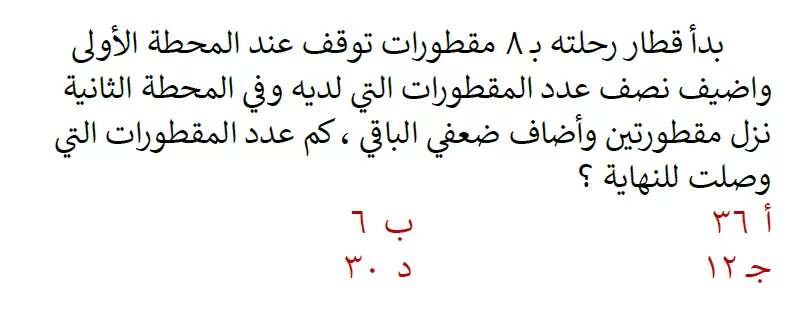 بدأ قطار رحلته بـ ٨ مقطورات توقف عند المحطة الأولى
واضيف نصف عدد المقطورات التي لديه وفي المحطة الثانية
نزل مقطورتين وأضاف ضعفي الباقي ، كم عدد المقطورات التي
وصلت للنهاية ؟
أ ٣٦ ب ٦
جـ ١٢ د ٣٠